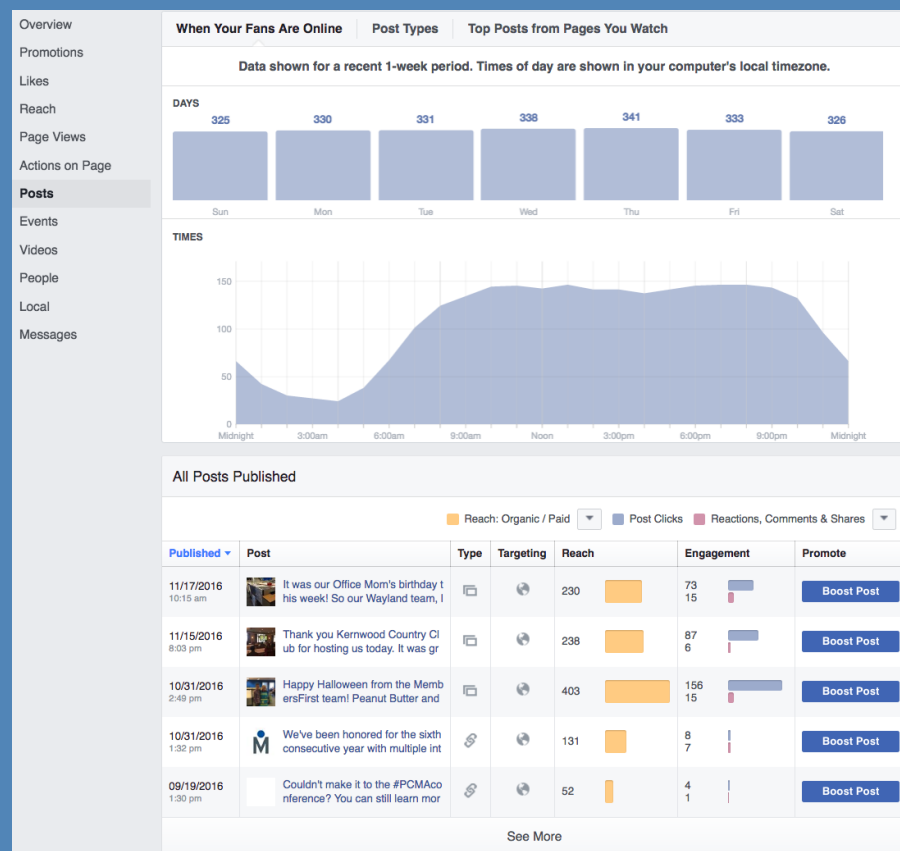 Overview
Promotions
Likes
Reach
Page Views
Actions on Page
Posts
Events
Videos
People
Local
Messages
When Your Fans Are Online
Post Types
Top Posts from Pages You Watch
Data shown for a recent 1-week period. Times of day are shown in your computer's local timezone.
DAYS
325 330 331 338 341 333 326
Sun Mon Tue Wed Thu Fri Sat
TIMES
150
100
50
0
Midnight 3:00am 6:00am 9:00am Noon 3:00pm 6:00pm 9:00pm Midnight
All Posts Published
Reach: Organic / Paid Post Clicks Reactions, Comments & Shares
Published Post Type Targeting Reach Engagement Promote
11/17/2016
10:15 am
It was our Office Mom's birthday t
his week! So our Wayland team, l
230
73
15
Boost Post
11/15/2016
8:03 pm
Thank you Kernwood Country Cl
ub for hosting us today. It was gr
238
87
6
Boost Post
10/31/2016
2:49 pm
Happy Halloween from the Memb
ersFirst team! Peanut Butter and
403
156
15
Boost Post
10/31/2016
1:32 pm
M
We've been honored for the sixth
consecutive year with multiple int
131
8
7
Boost Post
09/19/2016
1:30 pm
Couldn't make it to the #PCMAco
nference? You can still learn mor
52
4
1
Boost Post
See More